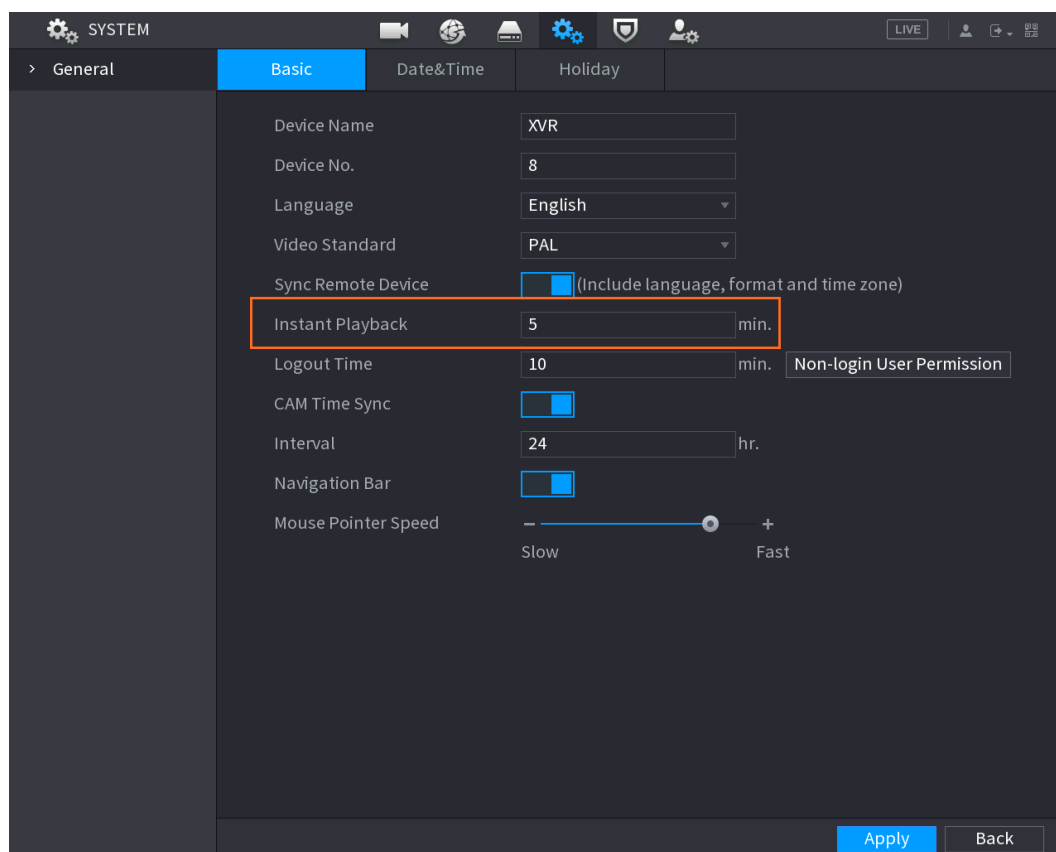 SYSTEM LIVE
> General Basic Date&Time Holiday
Device Name XVR
Device No. 8
Language English
Video Standard PAL
Sync Remote Device (Include language, format and time zone)
Instant Playback 5 min.
Logout Time 10 min. Non-login User Permission
CAM Time Sync
Interval 24 hr.
Navigation Bar
Mouse Pointer Speed − +
Slow Fast
Apply Back